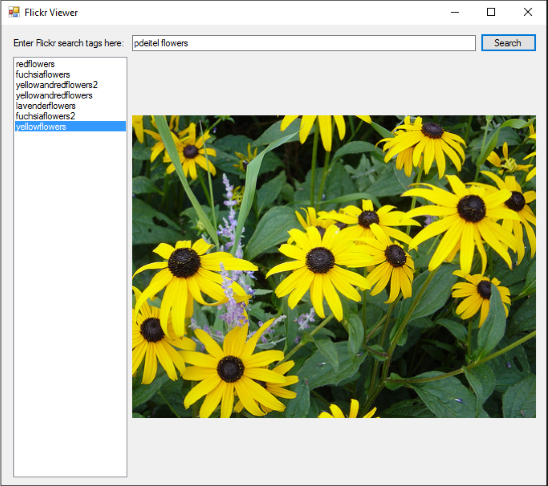 Flickr Viewer
Enter Flickr search tags here: pdeitel flowers Search
redflowers
fuchsiaflowers
yellowandredflowers2
yellowandredflowers
lavenderflowers
fuchsiaflowers2
yellowflowers